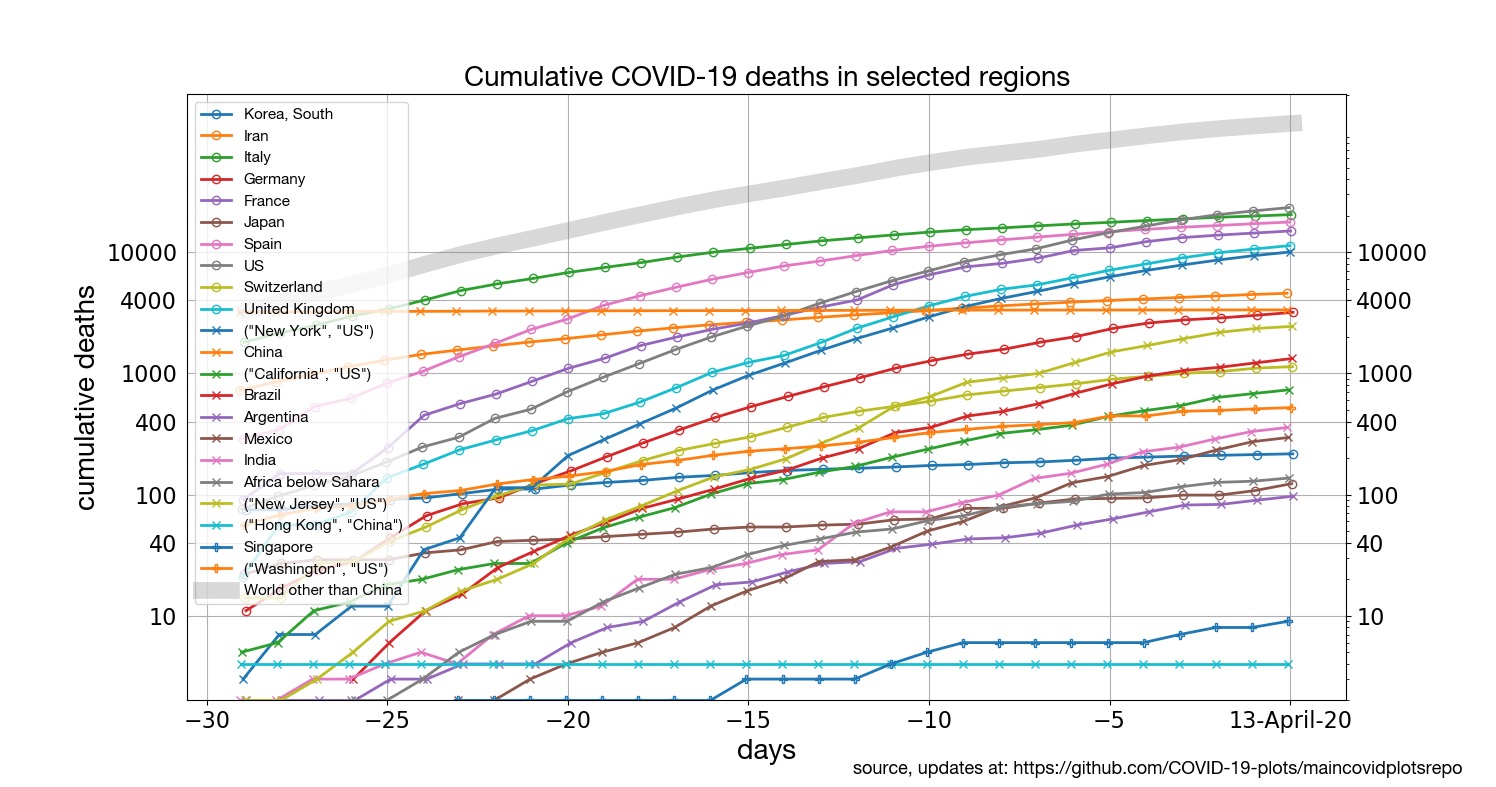 Cumulative COVID-19 deaths in selected regions
Korea, South
Iran
Italy
Germany
France
Japan
Spain
US
Switzerland
United Kingdom
("New York", "US")
China
("California", "US")
Brazil
Argentina
Mexico
India
Africa below Sahara
("New Jersey", "US")
("Hong Kong", "China")
Singapore
("Washington", "US")
World other than China
cumulative deaths
10000
4000
1000
400
100
40
10
10000
4000
1000
400
100
40
10
−30 −25 −20 −15 −10 −5 13-April-20
days
source, updates at: https://github.com/COVID-19-plots/maincovidplotsrepo